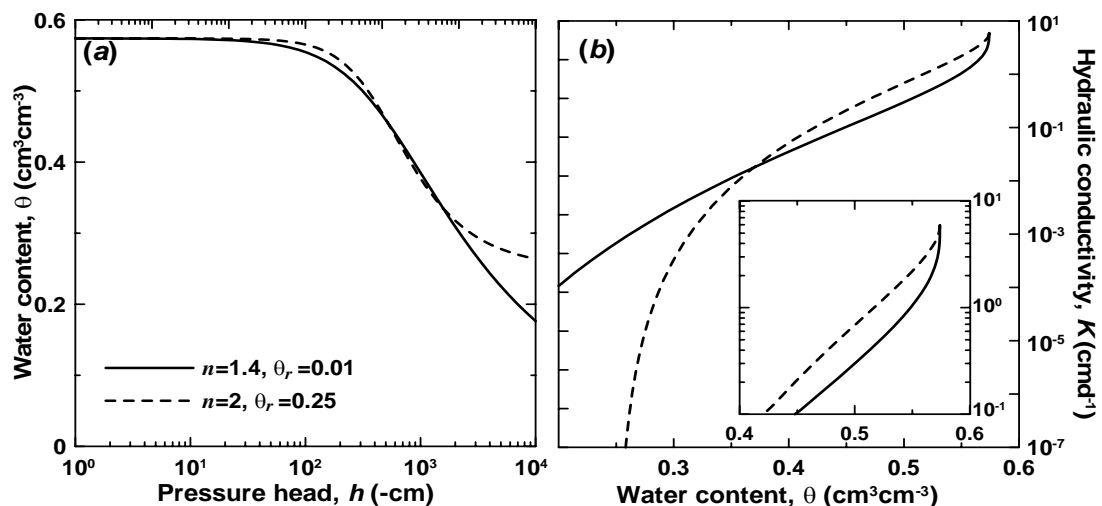 (a)
0.6
0.4
0.2
0
Water content, θ (cm³cm⁻³)
n=1.4, θᵣ=0.01
n=2, θᵣ=0.25
10⁰ 10¹ 10² 10³ 10⁴
Pressure head, h (-cm)
(b)
10¹
10⁻¹
10⁻³
10⁻⁵
10⁻⁷
Hydraulic conductivity, K (cmd⁻¹)
10¹
10⁰
10⁻¹
0.4 0.5 0.6
0.3 0.4 0.5 0.6
Water content, θ (cm³cm⁻³)